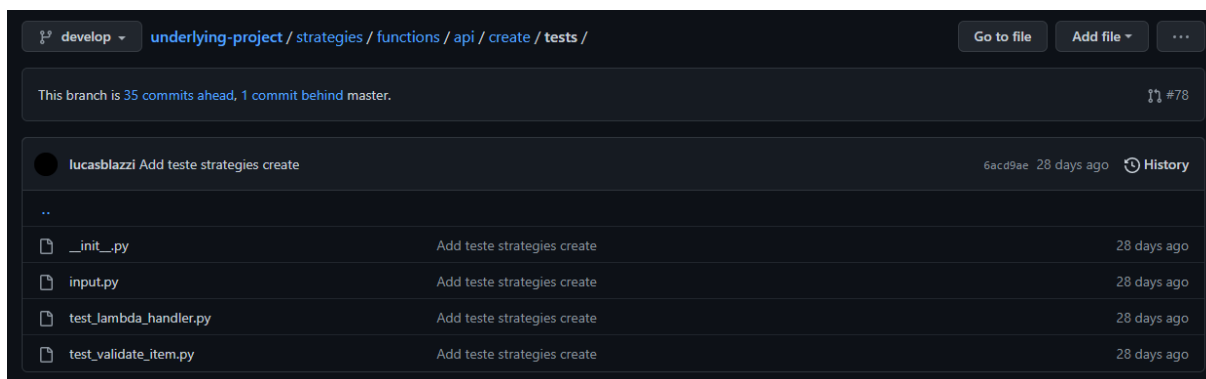 develop underlying-project / strategies / functions / api / create / tests / Go to file Add file ...
This branch is 35 commits ahead, 1 commit behind master. #78
lucasblazzi Add teste strategies create 6acd9ae 28 days ago History
..
__init__.py Add teste strategies create 28 days ago
input.py Add teste strategies create 28 days ago
test_lambda_handler.py Add teste strategies create 28 days ago
test_validate_item.py Add teste strategies create 28 days ago